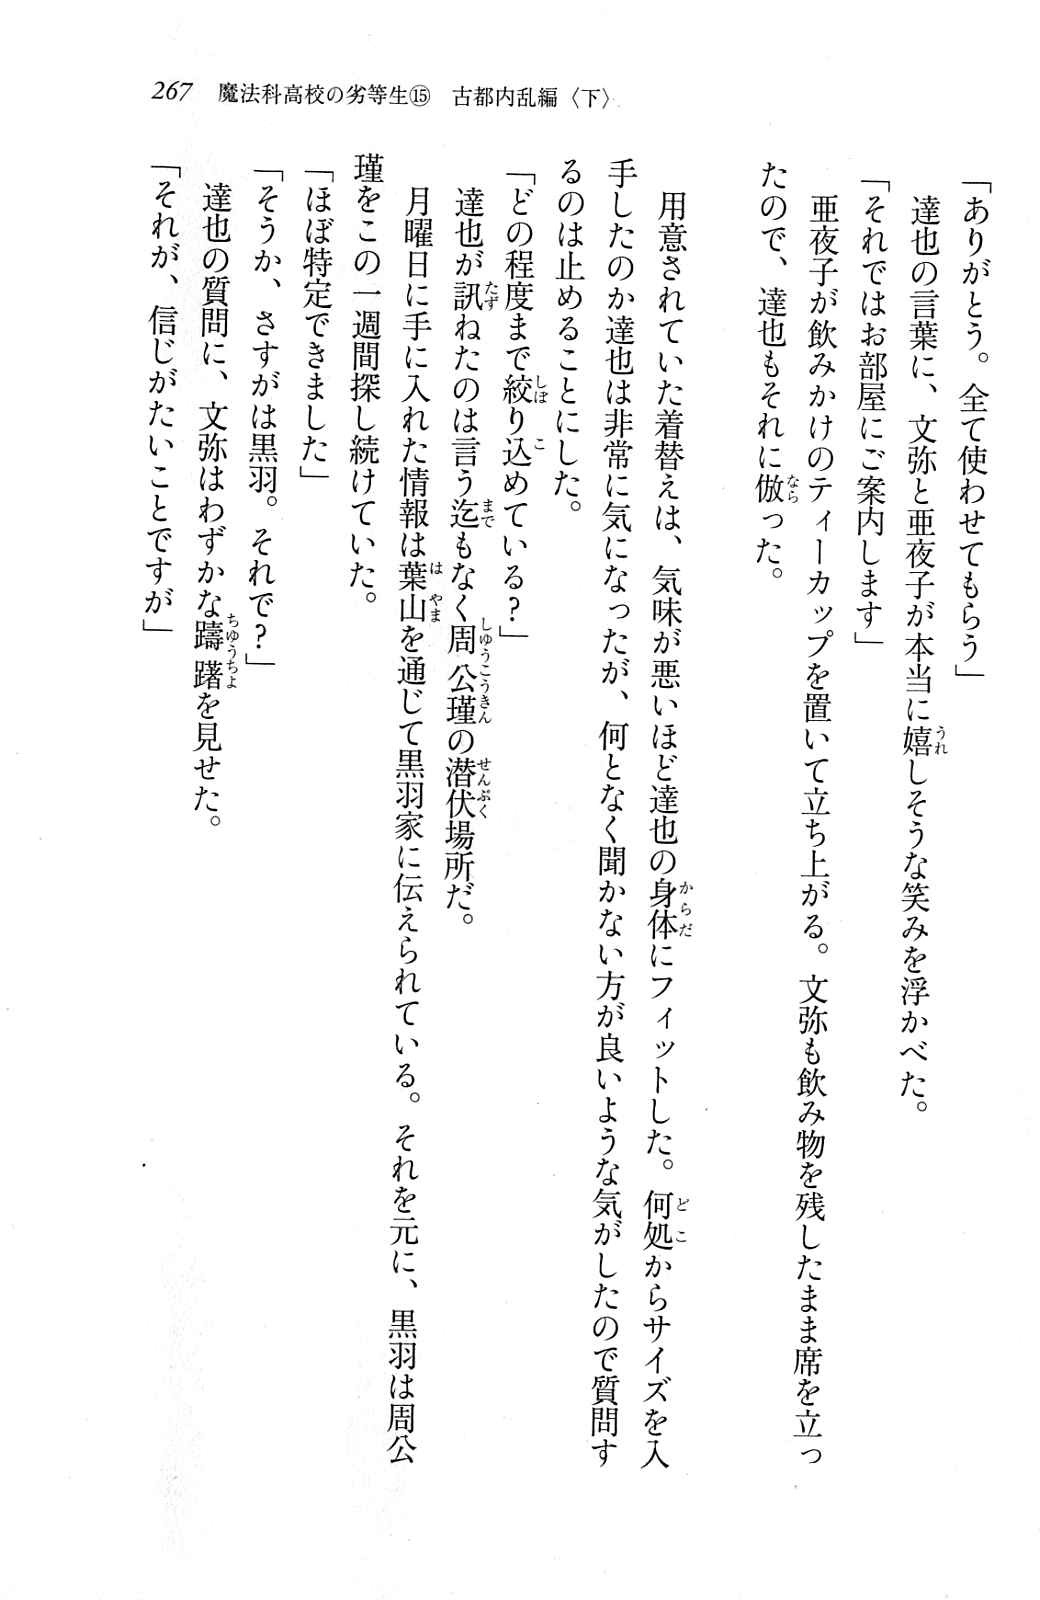 267 魔法科高校の劣等生⑮ 古都内乱編〈下〉
「ありがとう。全て使わせてもらう」
達也の言葉に、文弥と亜夜子が本当に嬉しそうな笑みを浮かべた。
「それではお部屋にご案内します」
亜夜子が飲みかけのティーカップを置いて立ち上がる。文弥も飲み物を残したまま席を立っ
たので、達也もそれに倣った。
用意されていた着替えは、気味が悪いほど達也の身体にフィットした。何処からサイズを入
手したのか達也は非常に気になったが、何となく聞かない方が良いような気がしたので質問す
るのは止めることにした。
「どの程度まで絞り込めている?」
達也が訊ねたのは言う迄もなく周公瑾の潜伏場所だ。
月曜日に手に入れた情報は葉山を通じて黒羽家に伝えられている。それを元に、黒羽は周公
瑾をこの一週間探し続けていた。
「ほぼ特定できました」
「そうか、さすがは黒羽。それで?」
達也の質問に、文弥はわずかな躊躇を見せた。
「それが、信じがたいことですが」